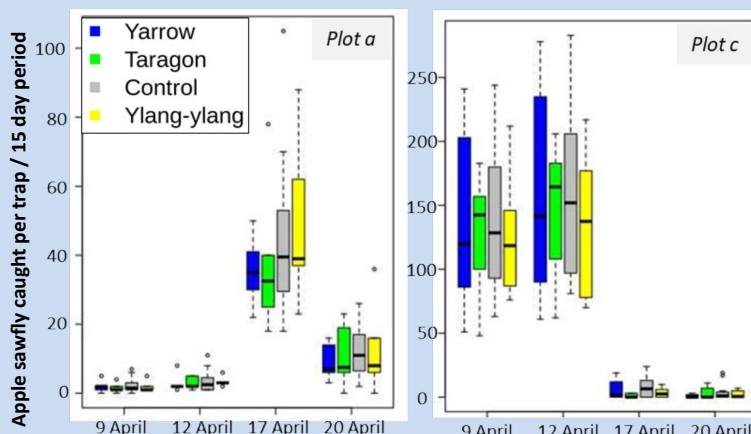 Apple sawfly caught per trap / 15 day period
Yarrow
Taragon
Control
Ylang-ylang
Plot a
100
80
60
40
20
0
9 April 12 April 17 April 20 April
Plot c
250
200
150
100
50
0
9 April 12 April 17 April 20 April